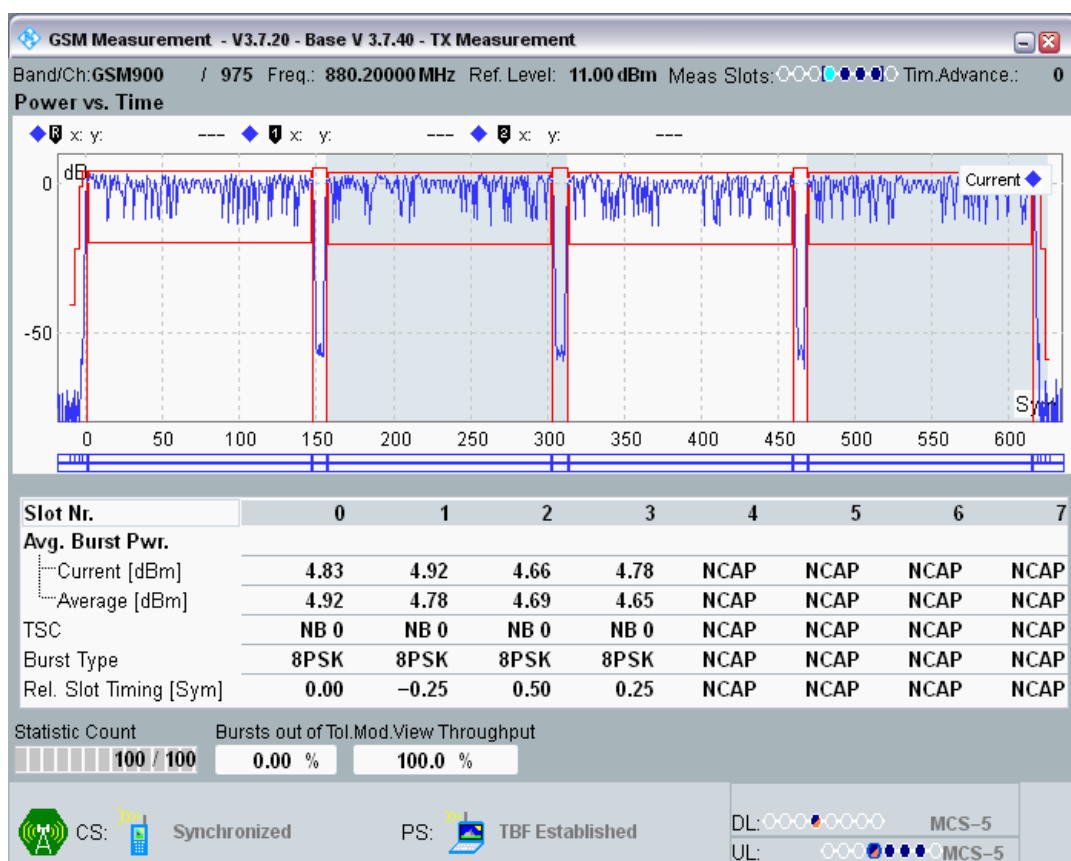 GSM Measurement - V3.7.20 - Base V 3.7.40 - TX Measurement
Band/Ch:GSM900 / 975 Freq.: 880.20000 MHz Ref. Level: 11.00 dBm Meas Slots: Tim.Advance.: 0
Power vs. Time
R x: y: --- 1 x: y: --- 2 x: y: ---
dB
Current
0
-50
Sym
0 50 100 150 200 250 300 350 400 450 500 550 600
Slot Nr. 0 1 2 3 4 5 6 7
Avg. Burst Pwr.
Current [dBm] 4.83 4.92 4.66 4.78 NCAP NCAP NCAP NCAP
Average [dBm] 4.92 4.78 4.69 4.65 NCAP NCAP NCAP NCAP
TSC NB 0 NB 0 NB 0 NB 0 NCAP NCAP NCAP NCAP
Burst Type 8PSK 8PSK 8PSK 8PSK NCAP NCAP NCAP NCAP
Rel. Slot Timing [Sym] 0.00 −0.25 0.50 0.25 NCAP NCAP NCAP NCAP
Statistic Count Bursts out of Tol. Mod.View Throughput
100 / 100 0.00 % 100.0 %
CS: Synchronized PS: TBF Established DL: MCS−5
UL: MCS−5